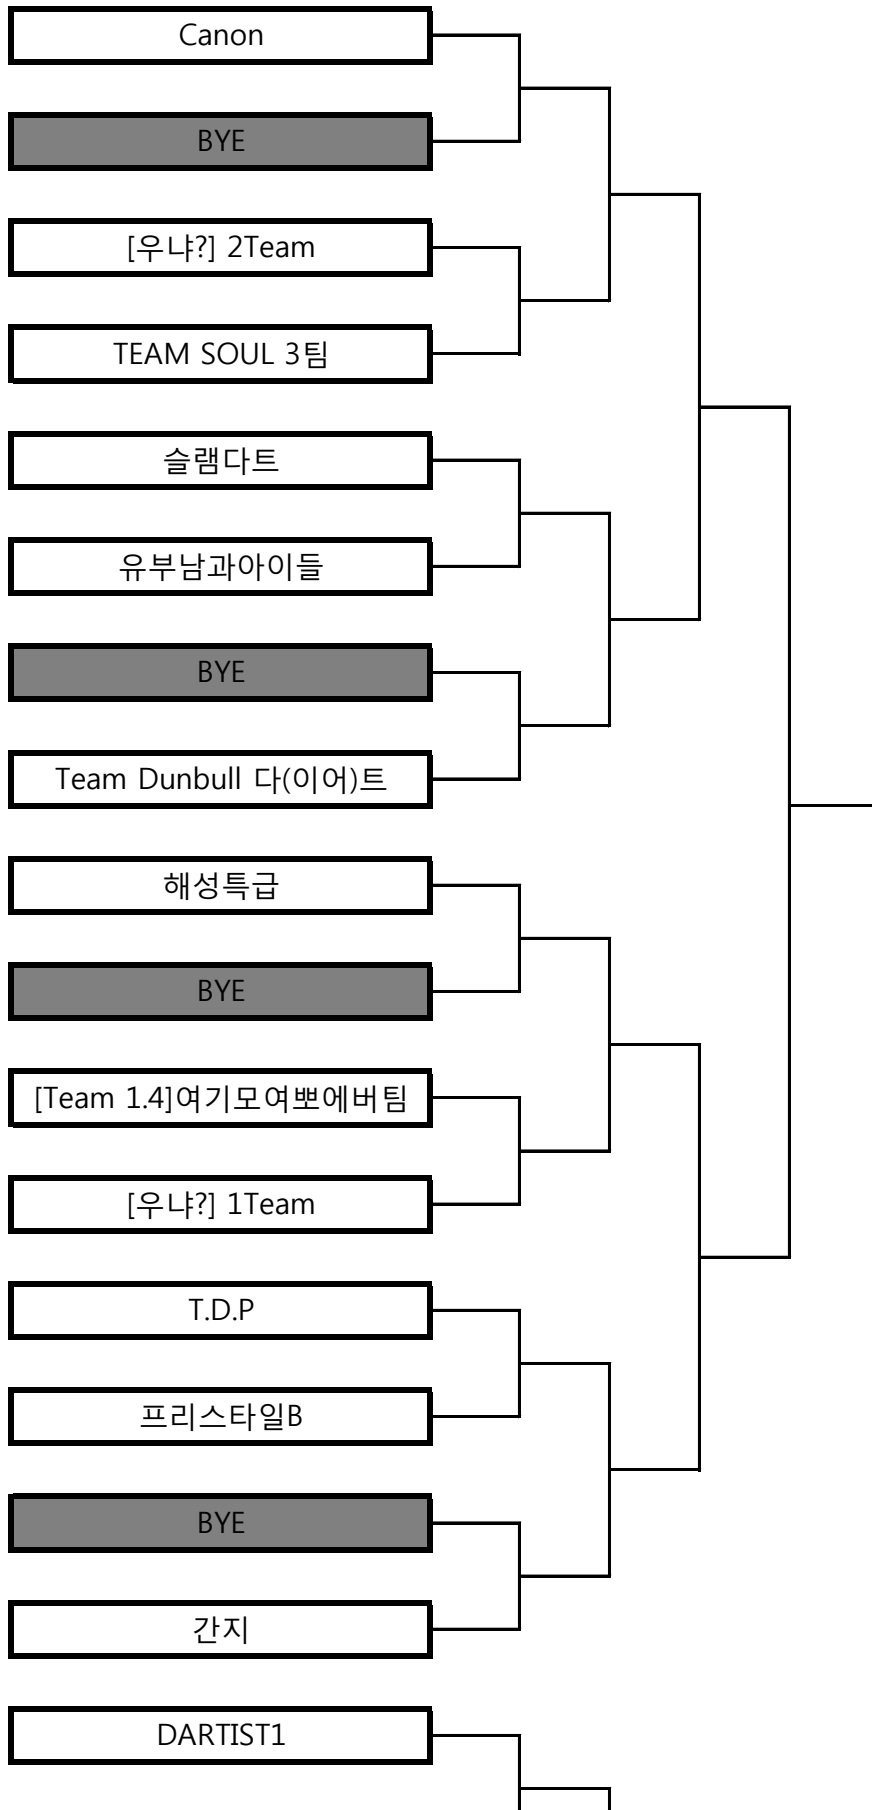 Canon
BYE
[우냐?] 2Team
TEAM SOUL 3팀
슬램다트
유부남과아이들
BYE
Team Dunbull 다(이어)트
해성특급
BYE
[Team 1.4]여기모여뽀에버팀
[우냐?] 1Team
T.D.P
프리스타일B
BYE
간지
DARTIST1